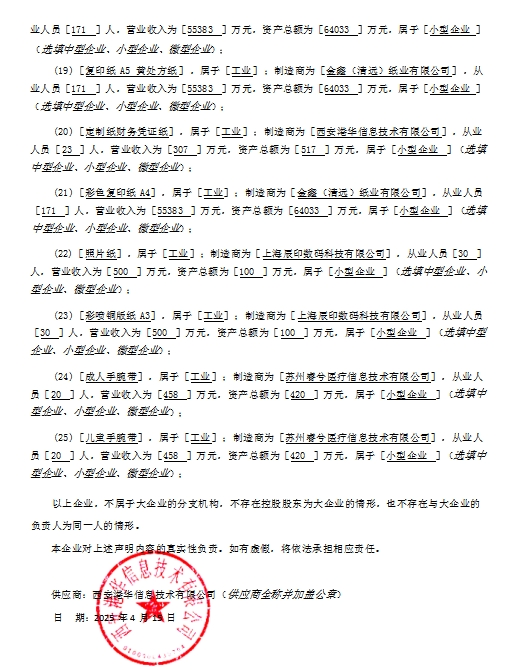 业人员[171 ]人，营业收入为[55383 ]万元，资产总额为[64033 ]万元，属于[小型企业 ]
（选填中型企业、小型企业、微型企业）；
（19）[复印纸A5 黄处方纸]，属于[工业]；制造商为[金鑫（清远）纸业有限公司]，从
业人员[171 ]人，营业收入为[55383 ]万元，资产总额为[64033 ]万元，属于[小型企业 ]
（选填中型企业、小型企业、微型企业）；
（20）[定制纸财务凭证纸]，属于[工业]；制造商为[西安港华信息技术有限公司]，从业
人员[23 ]人，营业收入为[307 ]万元，资产总额为[517 ]万元，属于[小型企业 ]（选填
中型企业、小型企业、微型企业）；
（21）[彩色复印纸A4]，属于[工业]；制造商为[金鑫（清远）纸业有限公司]，从业人员
[171 ]人，营业收入为[55383 ]万元，资产总额为[64033 ]万元，属于[小型企业 ]（选填
中型企业、小型企业、微型企业）；
（22）[照片纸]，属于[工业]；制造商为[上海辰印数码科技有限公司]，从业人员[30 ]
人，营业收入为[500 ]万元，资产总额为[100 ]万元，属于[小型企业 ]（选填中型企业、小
型企业、微型企业）；
（23）[彩喷铜版纸A3]，属于[工业]；制造商为[上海辰印数码科技有限公司]，从业人员
[30 ]人，营业收入为[500 ]万元，资产总额为[100 ]万元，属于[小型企业 ]（选填中型
企业、小型企业、微型企业）；
（24）[成人手腕带]，属于[工业]；制造商为[苏州睿兮医疗信息技术有限公司]，从业人
员[20 ]人，营业收入为[458 ]万元，资产总额为[420 ]万元，属于[小型企业 ]（选填中
型企业、小型企业、微型企业）；
（25）[儿童手腕带]，属于[工业]；制造商为[苏州睿兮医疗信息技术有限公司]，从业人
员[20 ]人，营业收入为[458 ]万元，资产总额为[420 ]万元，属于[小型企业 ]（选填中
型企业、小型企业、微型企业）；
以上企业，不属于大企业的分支机构，不存在控股股东为大企业的情形，也不存在与大企业的
负责人为同一人的情形。
本企业对上述声明内容的真实性负责。如有虚假，将依法承担相应责任。
供应商：西安港华信息技术有限公司（供应商全称并加盖公章）
日 期：2025年4月15日
西安港华信息技术有限公司